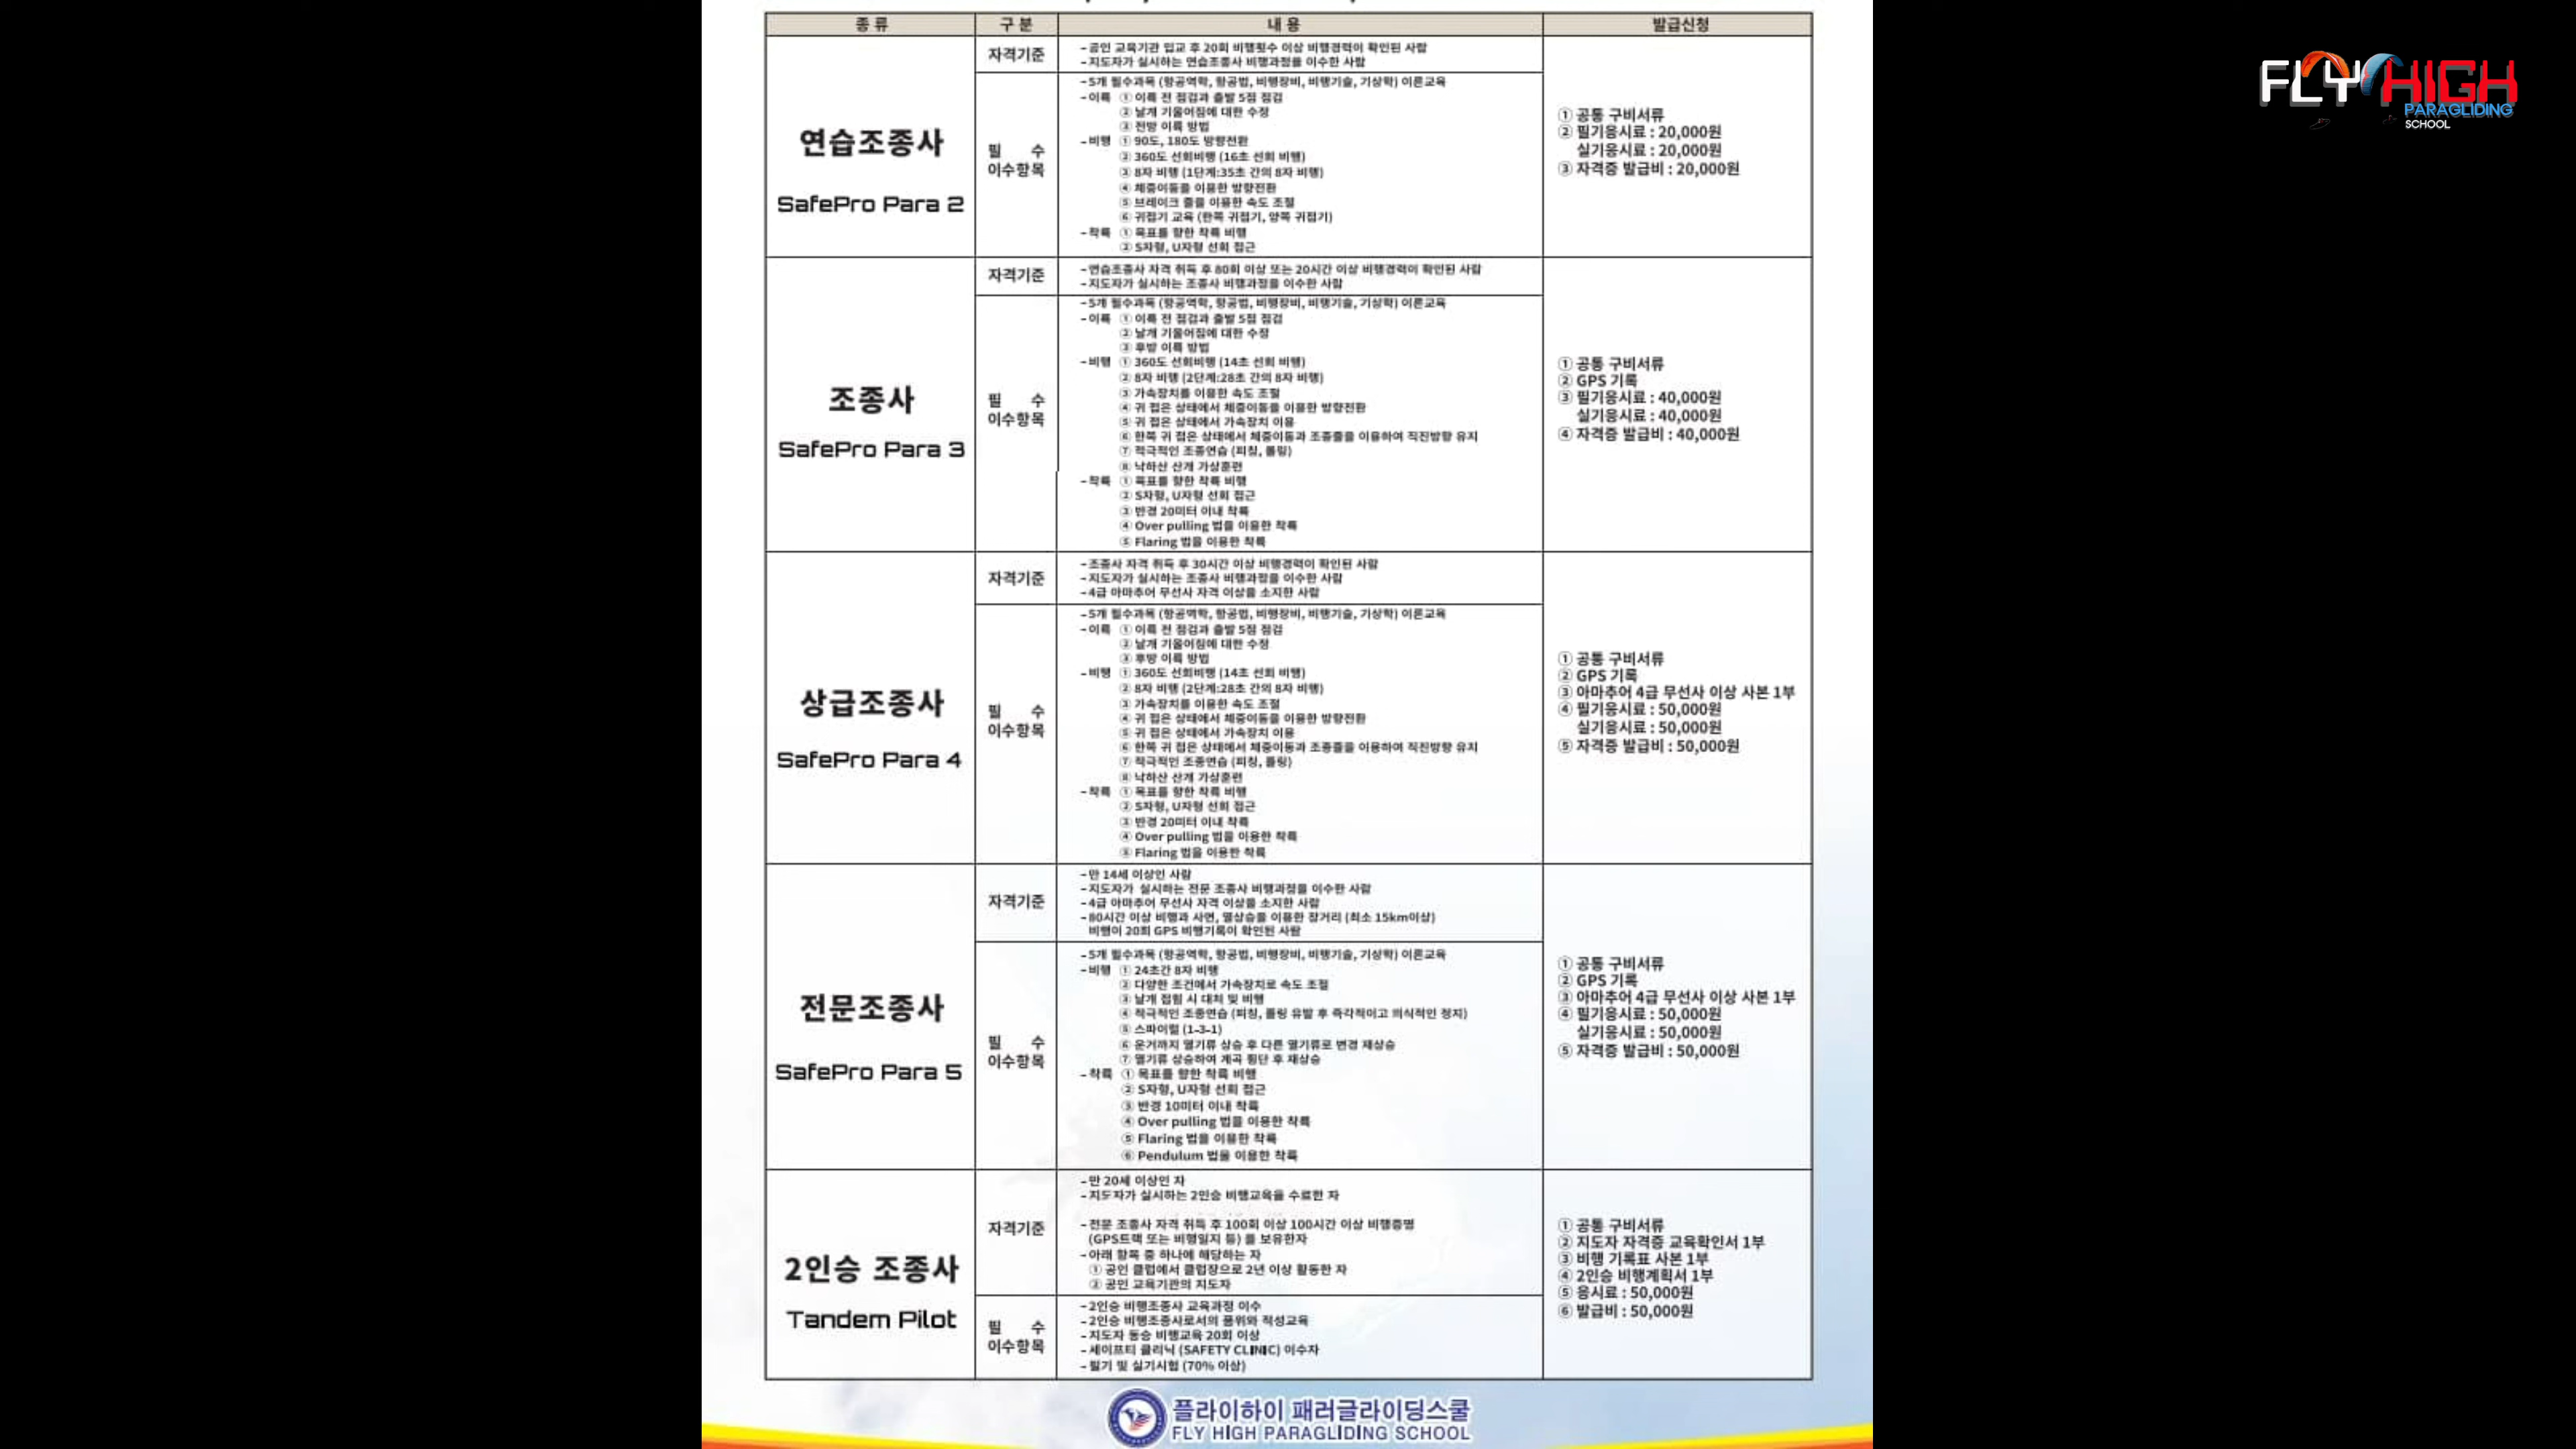 종 류 구 분 내 용 발급신청
연습조종사
SafePro Para 2
자격기준
- 공인 교육기관 입교 후 20회 비행횟수 이상 비행경력이 확인된 사람
- 지도자가 실시하는 연습조종사 비행과정을 이수한 사람
필 수
이수항목
- 5개 필수과목 (항공역학, 항공법, 비행장비, 비행기술, 기상학) 이론교육
- 이륙 ① 이륙 전 점검과 출발 5점 점검
② 날개 기울어짐에 대한 수정
③ 전방 이륙 방법
- 비행 ① 90도, 180도 방향전환
② 360도 선회비행 (16초 선회 비행)
③ 8자 비행 (1단계:35초 간의 8자 비행)
④ 체중이동을 이용한 방향전환
⑤ 브레이크 줄을 이용한 속도 조절
⑥ 귀접기 교육 (한쪽 귀접기, 양쪽 귀접기)
- 착륙 ① 목표를 향한 착륙 비행
② S자형, U자형 선회 접근
① 공통 구비서류
② 필기응시료 : 20,000원
실기응시료 : 20,000원
③ 자격증 발급비 : 20,000원
조종사
SafePro Para 3
자격기준
- 연습조종사 자격 취득 후 80회 이상 또는 20시간 이상 비행경력이 확인된 사람
- 지도자가 실시하는 조종사 비행과정을 이수한 사람
필 수
이수항목
- 5개 필수과목 (항공역학, 항공법, 비행장비, 비행기술, 기상학) 이론교육
- 이륙 ① 이륙 전 점검과 출발 5점 점검
② 날개 기울어짐에 대한 수정
③ 후방 이륙 방법
- 비행 ① 360도 선회비행 (14초 선회 비행)
② 8자 비행 (2단계:28초 간의 8자 비행)
③ 가속장치를 이용한 속도 조절
④ 귀 접은 상태에서 체중이동을 이용한 방향전환
⑤ 귀 접은 상태에서 가속장치 이용
⑥ 한쪽 귀 접은 상태에서 체중이동과 조종줄을 이용하여 직진방향 유지
⑦ 적극적인 조종연습 (피칭, 롤링)
⑧ 낙하산 산개 가상훈련
- 착륙 ① 목표를 향한 착륙 비행
② S자형, U자형 선회 접근
③ 반경 20미터 이내 착륙
④ Over pulling 법을 이용한 착륙
⑤ Flaring 법을 이용한 착륙
① 공통 구비서류
② GPS 기록
③ 필기응시료 : 40,000원
실기응시료 : 40,000원
④ 자격증 발급비 : 40,000원
상급조종사
SafePro Para 4
자격기준
- 조종사 자격 취득 후 30시간 이상 비행경력이 확인된 사람
- 지도자가 실시하는 조종사 비행과정을 이수한 사람
- 4급 아마추어 무선사 자격 이상을 소지한 사람
필 수
이수항목
- 5개 필수과목 (항공역학, 항공법, 비행장비, 비행기술, 기상학) 이론교육
- 이륙 ① 이륙 전 점검과 출발 5점 점검
② 날개 기울어짐에 대한 수정
③ 후방 이륙 방법
- 비행 ① 360도 선회비행 (14초 선회 비행)
② 8자 비행 (2단계:28초 간의 8자 비행)
③ 가속장치를 이용한 속도 조절
④ 귀 접은 상태에서 체중이동을 이용한 방향전환
⑤ 귀 접은 상태에서 가속장치 이용
⑥ 한쪽 귀 접은 상태에서 체중이동과 조종줄을 이용하여 직진방향 유지
⑦ 적극적인 조종연습 (피칭, 롤링)
⑧ 낙하산 산개 가상훈련
- 착륙 ① 목표를 향한 착륙 비행
② S자형, U자형 선회 접근
③ 반경 20미터 이내 착륙
④ Over pulling 법을 이용한 착륙
⑤ Flaring 법을 이용한 착륙
① 공통 구비서류
② GPS 기록
③ 아마추어 4급 무선사 이상 사본 1부
④ 필기응시료 : 50,000원
실기응시료 : 50,000원
⑤ 자격증 발급비 : 50,000원
전문조종사
SafePro Para 5
자격기준
- 만 14세 이상인 사람
- 지도자가 실시하는 전문 조종사 비행과정을 이수한 사람
- 4급 아마추어 무선사 자격 이상을 소지한 사람
- 80시간 이상 비행과 사면, 열상승을 이용한 장거리 (최소 15km이상)
비행이 20회 GPS 비행기록이 확인된 사람
필 수
이수항목
- 5개 필수과목 (항공역학, 항공법, 비행장비, 비행기술, 기상학) 이론교육
- 비행 ① 24초간 8자 비행
② 다양한 조건에서 가속장치로 속도 조절
③ 날개 접힘 시 대처 및 비행
④ 적극적인 조종연습 (피칭, 롤링 유발 후 즉각적이고 의식적인 정지)
⑤ 스파이럴 (1-3-1)
⑥ 운저까지 열기류 상승 후 다른 열기류로 변경 재상승
⑦ 열기류 상승하여 계곡 횡단 후 재상승
- 착륙 ① 목표를 향한 착륙 비행
② S자형, U자형 선회 접근
③ 반경 10미터 이내 착륙
④ Over pulling 법을 이용한 착륙
⑤ Flaring 법을 이용한 착륙
⑥ Pendulum 법을 이용한 착륙
① 공통 구비서류
② GPS 기록
③ 아마추어 4급 무선사 이상 사본 1부
④ 필기응시료 : 50,000원
실기응시료 : 50,000원
⑤ 자격증 발급비 : 50,000원
2인승 조종사
Tandem Pilot
자격기준
- 만 20세 이상인 자
- 지도자가 실시하는 2인승 비행교육을 수료한 자
- 전문 조종사 자격 취득 후 100회 이상 100시간 이상 비행증명
(GPS트랙 또는 비행일지 등) 를 보유한자
- 아래 항목 중 하나에 해당하는 자
① 공인 클럽에서 클럽장으로 2년 이상 활동한 자
② 공인 교육기관의 지도자
필 수
이수항목
- 2인승 비행조종사 교육과정 이수
- 2인승 비행조종사로서의 품위와 적성교육
- 지도자 동승 비행교육 20회 이상
- 세이프티 클리닉 (SAFETY CLINIC) 이수자
- 필기 및 실기시험 (70% 이상)
① 공통 구비서류
② 지도자 자격증 교육확인서 1부
③ 비행 기록표 사본 1부
④ 2인승 비행계획서 1부
⑤ 응시료 : 50,000원
⑥ 발급비 : 50,000원
플라이하이 패러글라이딩스쿨
FLY HIGH PARAGLIDING SCHOOL
FLY HIGH
PARAGLIDING
SCHOOL